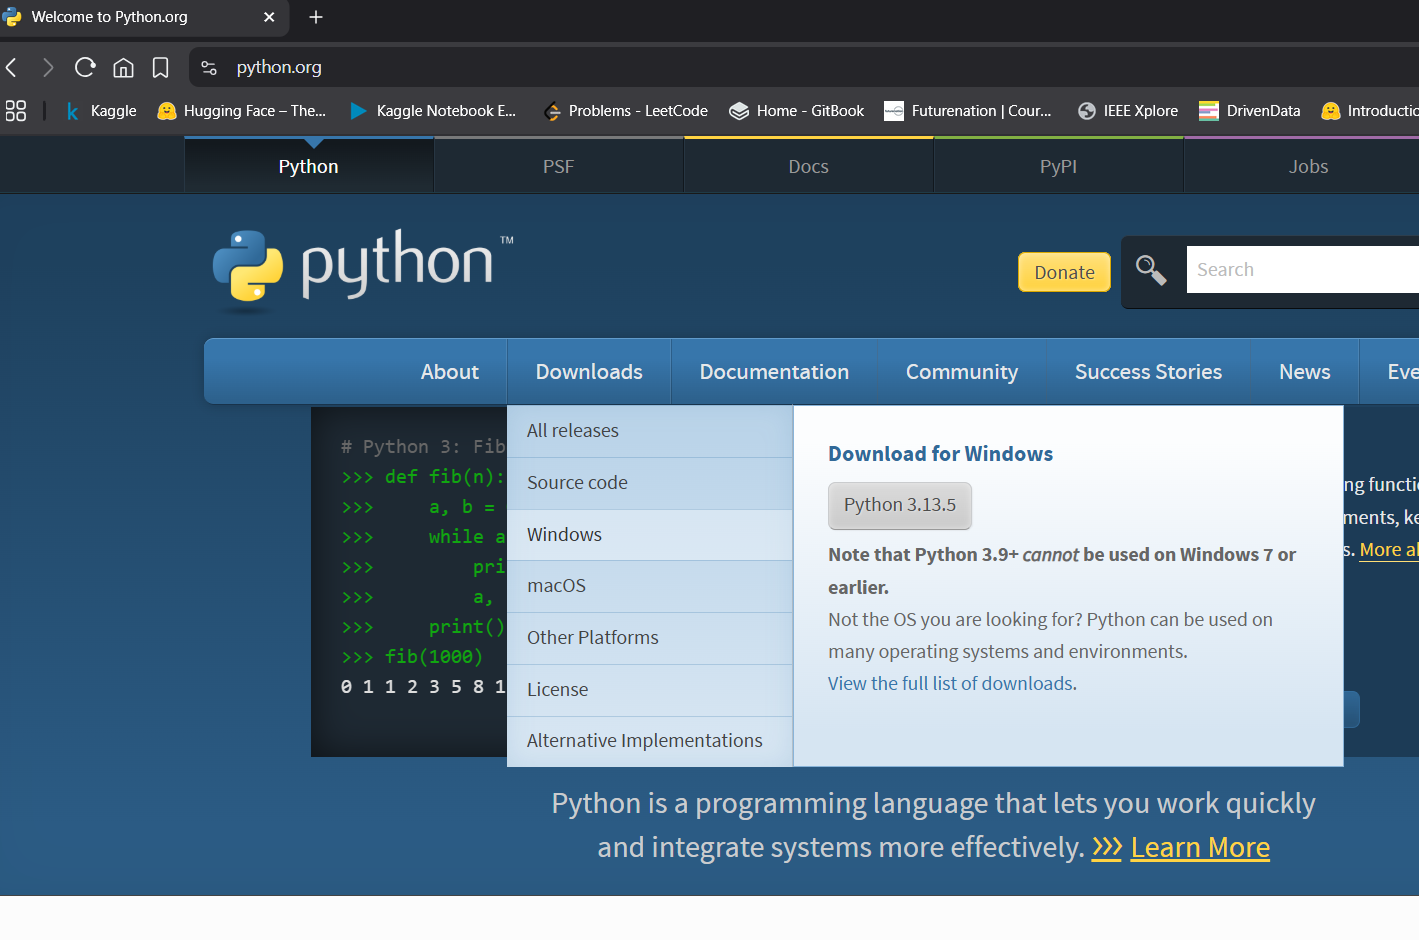 Welcome to Python.org
python.org
Kaggle
Hugging Face – The...
Kaggle Notebook E...
Problems - LeetCode
Home - GitBook
Futurenation | Cour...
IEEE Xplore
DrivenData
Introductio
Python
PSF
Docs
PyPI
Jobs
python™
Donate
Search
About
Downloads
Documentation
Community
Success Stories
News
Eve
# Python 3: Fib
>>> def fib(n):
>>> a, b =
>>> while a
>>> pri
>>> a,
>>> print()
>>> fib(1000)
0 1 1 2 3 5 8 1
All releases
Source code
Windows
macOS
Other Platforms
License
Alternative Implementations
Download for Windows
Python 3.13.5
Note that Python 3.9+ cannot be used on Windows 7 or
earlier.
Not the OS you are looking for? Python can be used on
many operating systems and environments.
View the full list of downloads.
ng functi
ments, ke
s. More al
Python is a programming language that lets you work quickly
and integrate systems more effectively. >>> Learn More